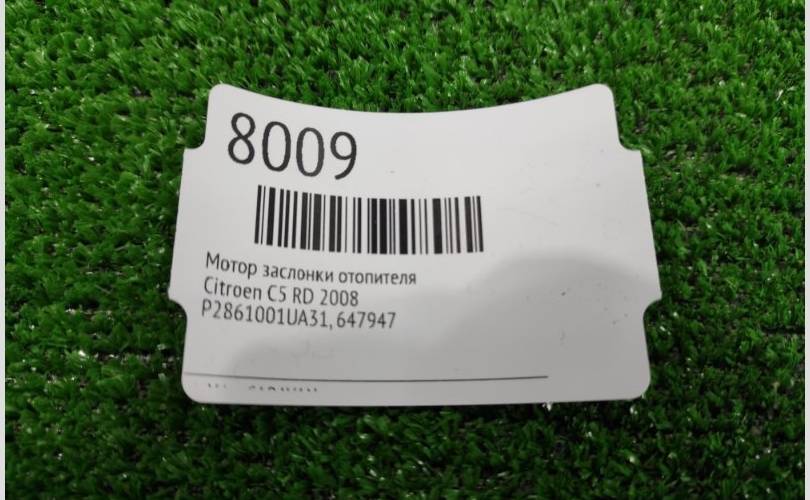 8009
Мотор заслонки отопителя
Citroen C5 RD 2008
P2861001UA31, 647947